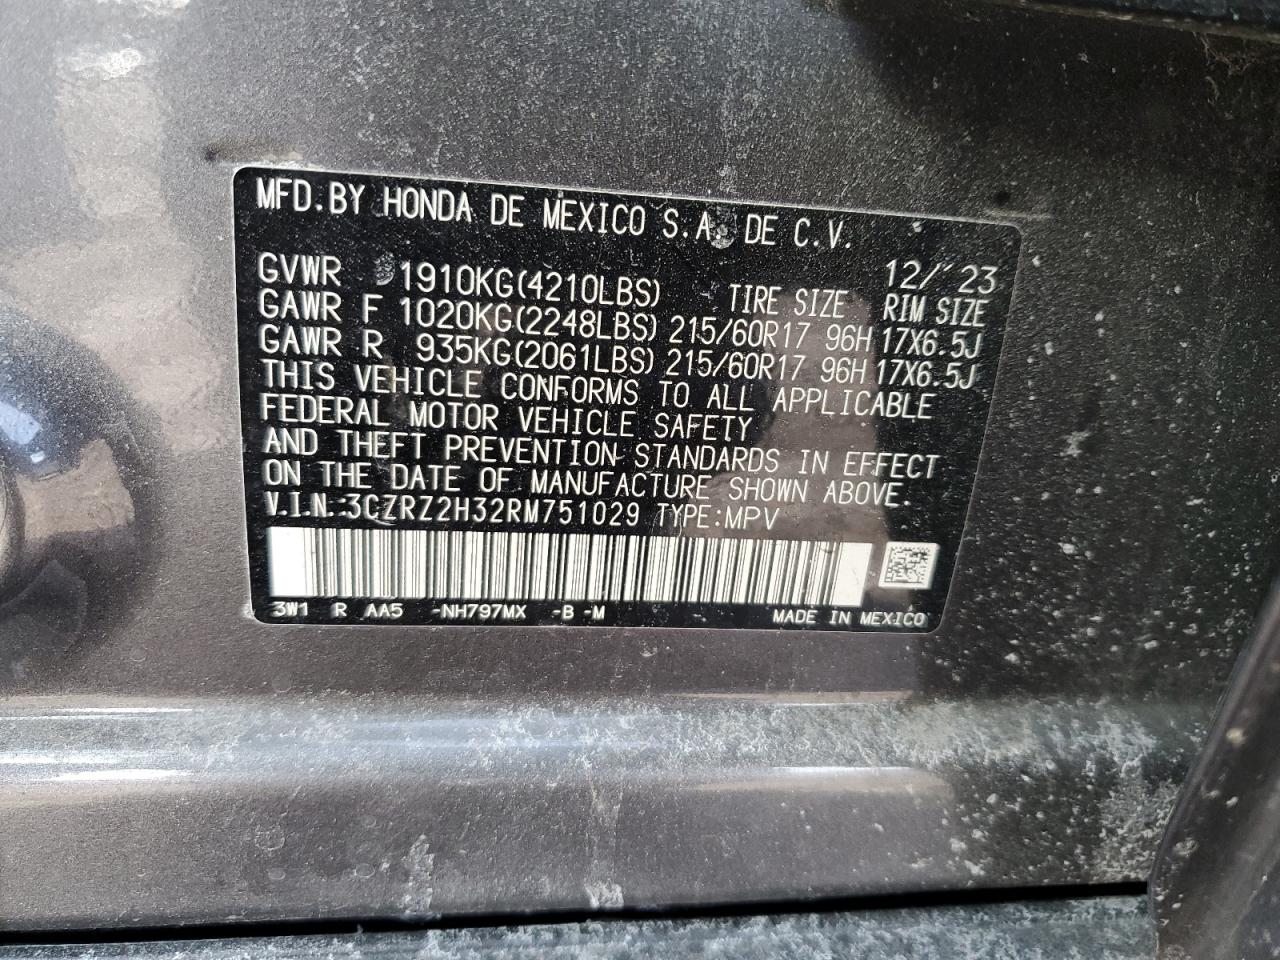 MFD.BY HONDA DE MEXICO S.A. DE C.V.
12/ 23
GVWR 1910KG(4210LBS) TIRE SIZE RIM SIZE
GAWR F 1020KG(2248LBS) 215/60R17 96H 17X6.5J
GAWR R 935KG(2061LBS) 215/60R17 96H 17X6.5J
THIS VEHICLE CONFORMS TO ALL APPLICABLE
FEDERAL MOTOR VEHICLE SAFETY
AND THEFT PREVENTION STANDARDS IN EFFECT
ON THE DATE OF MANUFACTURE SHOWN ABOVE.
V.I.N.:3CZRZ2H32RM751029 TYPE:MPV
3W1 R AA5 -NH797MX -B -M MADE IN MEXICO